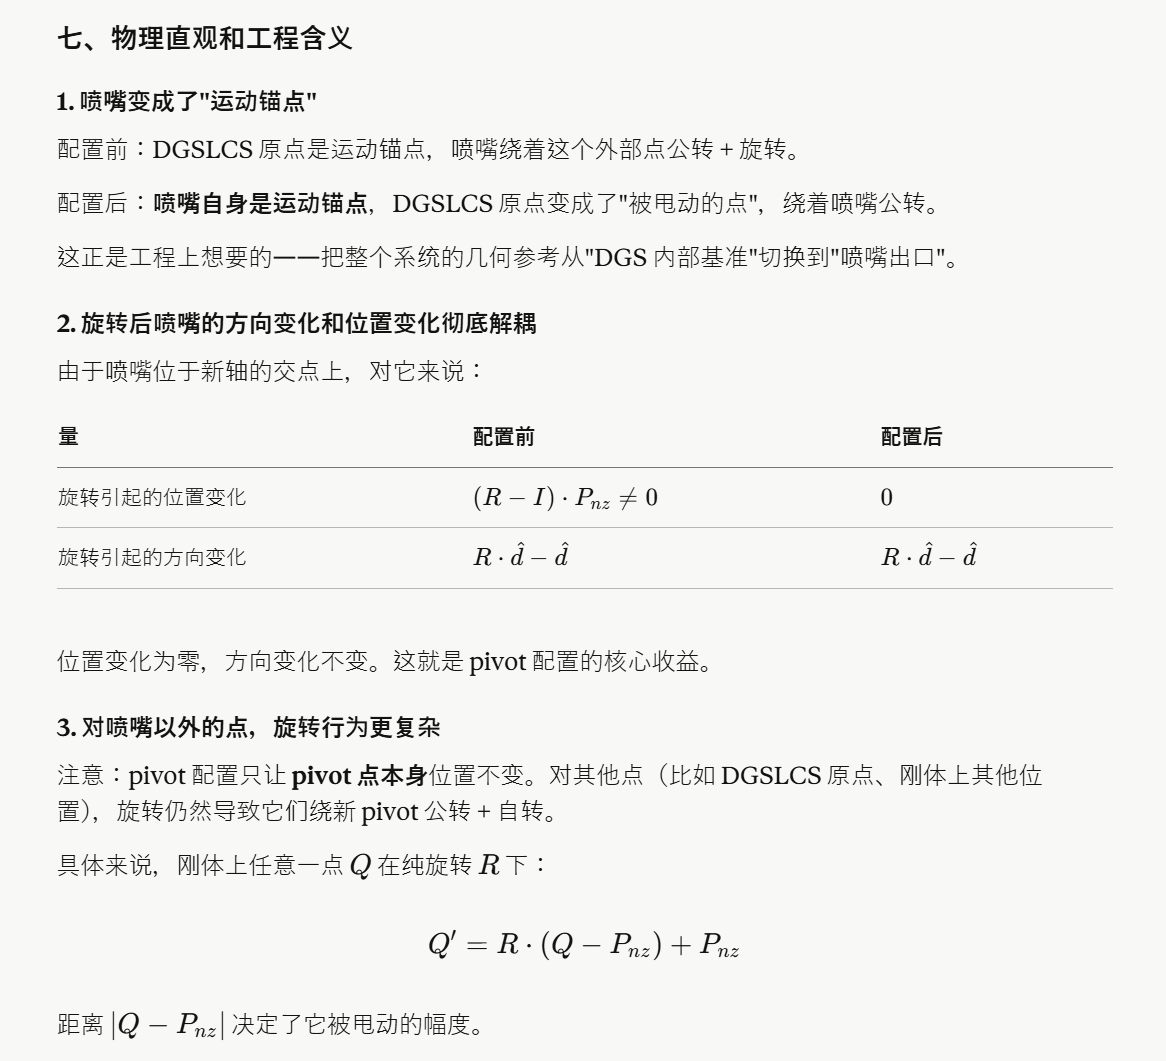 七、物理直观和工程含义
1. 喷嘴变成了"运动锚点"
配置前：DGSLCS 原点是运动锚点，喷嘴绕着这个外部点公转 + 旋转。
配置后：喷嘴自身是运动锚点，DGSLCS 原点变成了"被甩动的点"，绕着喷嘴公转。
这正是工程上想要的——把整个系统的几何参考从"DGS 内部基准"切换到"喷嘴出口"。
2. 旋转后喷嘴的方向变化和位置变化彻底解耦
由于喷嘴位于新轴的交点上，对它来说：
量 配置前 配置后
旋转引起的位置变化 (R − I) · P_{nz} ≠ 0 0
旋转引起的方向变化 R · d̂ − d̂ R · d̂ − d̂
位置变化为零，方向变化不变。这就是 pivot 配置的核心收益。
3. 对喷嘴以外的点，旋转行为更复杂
注意：pivot 配置只让 pivot 点本身位置不变。对其他点（比如 DGSLCS 原点、刚体上其他位
置），旋转仍然导致它们绕新 pivot 公转 + 自转。
具体来说，刚体上任意一点 Q 在纯旋转 R 下：
Q′ = R · (Q − P_{nz}) + P_{nz}
距离 |Q − P_{nz}| 决定了它被甩动的幅度。